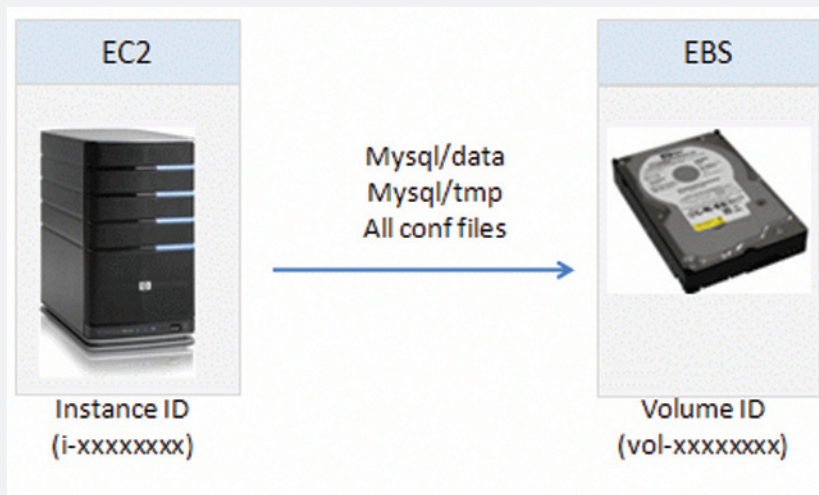 EC2
EBS
Mysql/data
Mysql/tmp
All conf files
Instance ID
(i-xxxxxxxx)
Volume ID
(vol-xxxxxxxx)